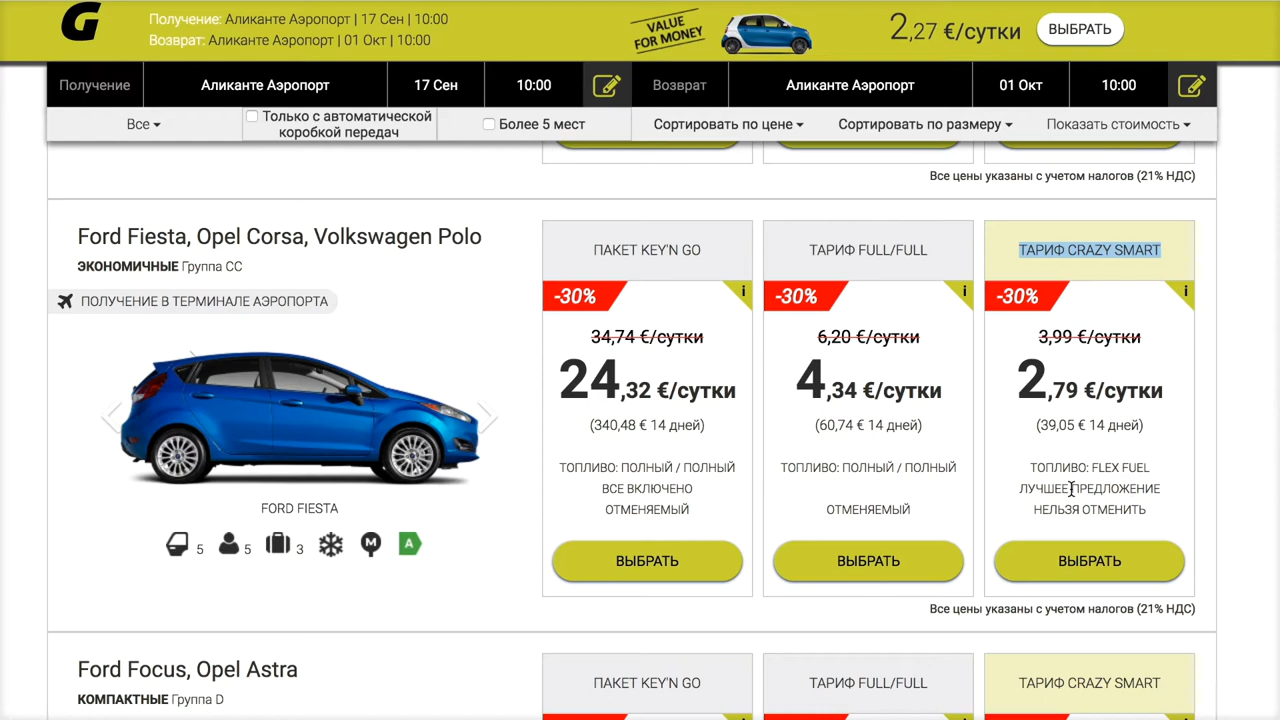 G
Получение: Аликанте Аэропорт | 17 Сен | 10:00
Возврат: Аликанте Аэропорт | 01 Окт | 10:00
VALUE
FOR MONEY
2,27 €/сутки
ВЫБРАТЬ
Получение
Аликанте Аэропорт
17 Сен
10:00
Возврат
Аликанте Аэропорт
01 Окт
10:00
Все
Только с автоматической
коробкой передач
Более 5 мест
Сортировать по цене
Сортировать по размеру
Показать стоимость
Все цены указаны с учетом налогов (21% НДС)
Ford Fiesta, Opel Corsa, Volkswagen Polo
ЭКОНОМИЧНЫЕ Группа CC
ПОЛУЧЕНИЕ В ТЕРМИНАЛЕ АЭРОПОРТА
FORD FIESTA
5
5
3
M
A
ПАКЕТ KEY'N GO
-30%
i
34,74 €/сутки
24,32 €/сутки
(340,48 € 14 дней)
ТОПЛИВО: ПОЛНЫЙ / ПОЛНЫЙ
ВСЕ ВКЛЮЧЕНО
ОТМЕНЯЕМЫЙ
ВЫБРАТЬ
ТАРИФ FULL/FULL
-30%
i
6,20 €/сутки
4,34 €/сутки
(60,74 € 14 дней)
ТОПЛИВО: ПОЛНЫЙ / ПОЛНЫЙ
ОТМЕНЯЕМЫЙ
ВЫБРАТЬ
ТАРИФ CRAZY SMART
-30%
i
3,99 €/сутки
2,79 €/сутки
(39,05 € 14 дней)
ТОПЛИВО: FLEX FUEL
ЛУЧШЕЕ ПРЕДЛОЖЕНИЕ
НЕЛЬЗЯ ОТМЕНИТЬ
ВЫБРАТЬ
Все цены указаны с учетом налогов (21% НДС)
Ford Focus, Opel Astra
КОМПАКТНЫЕ Группа D
ПАКЕТ KEY'N GO
ТАРИФ FULL/FULL
ТАРИФ CRAZY SMART